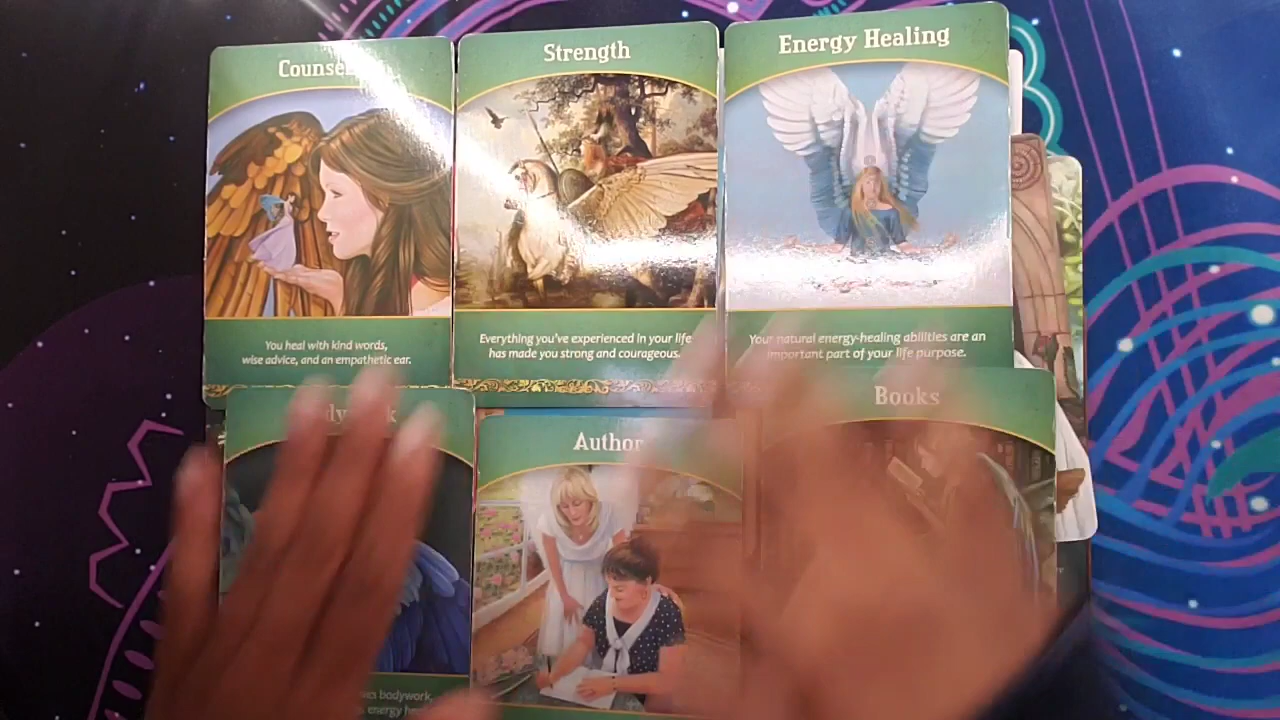 Strength
Energy Healing
You heal with kind words,
wise advice, and an empathetic ear.
Everything you've experienced in your life
has made you strong and courageous.
Your natural energy-healing abilities are an
important part of your life purpose.
Books
Author
bodywork,
energy